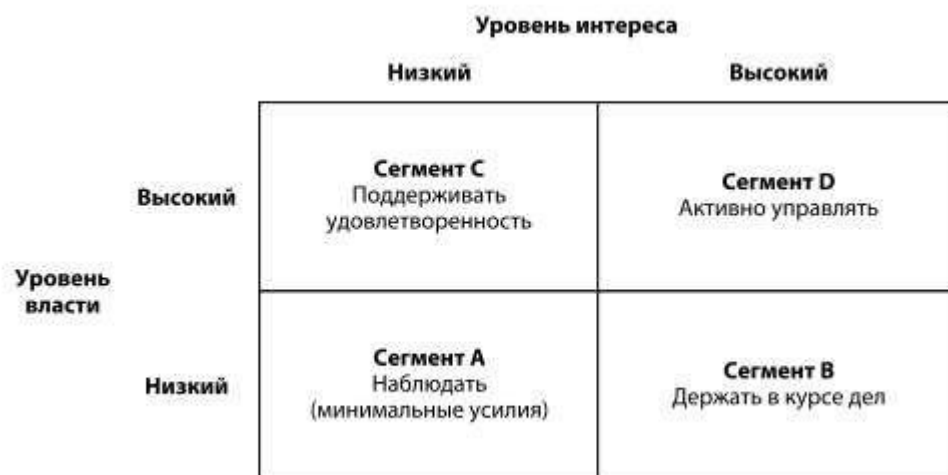 Уровень интереса
Низкий
Высокий
Высокий
Сегмент C
Поддерживать
удовлетворенность
Сегмент D
Активно управлять
Уровень
власти
Низкий
Сегмент A
Наблюдать
(минимальные усилия)
Сегмент B
Держать в курсе дел